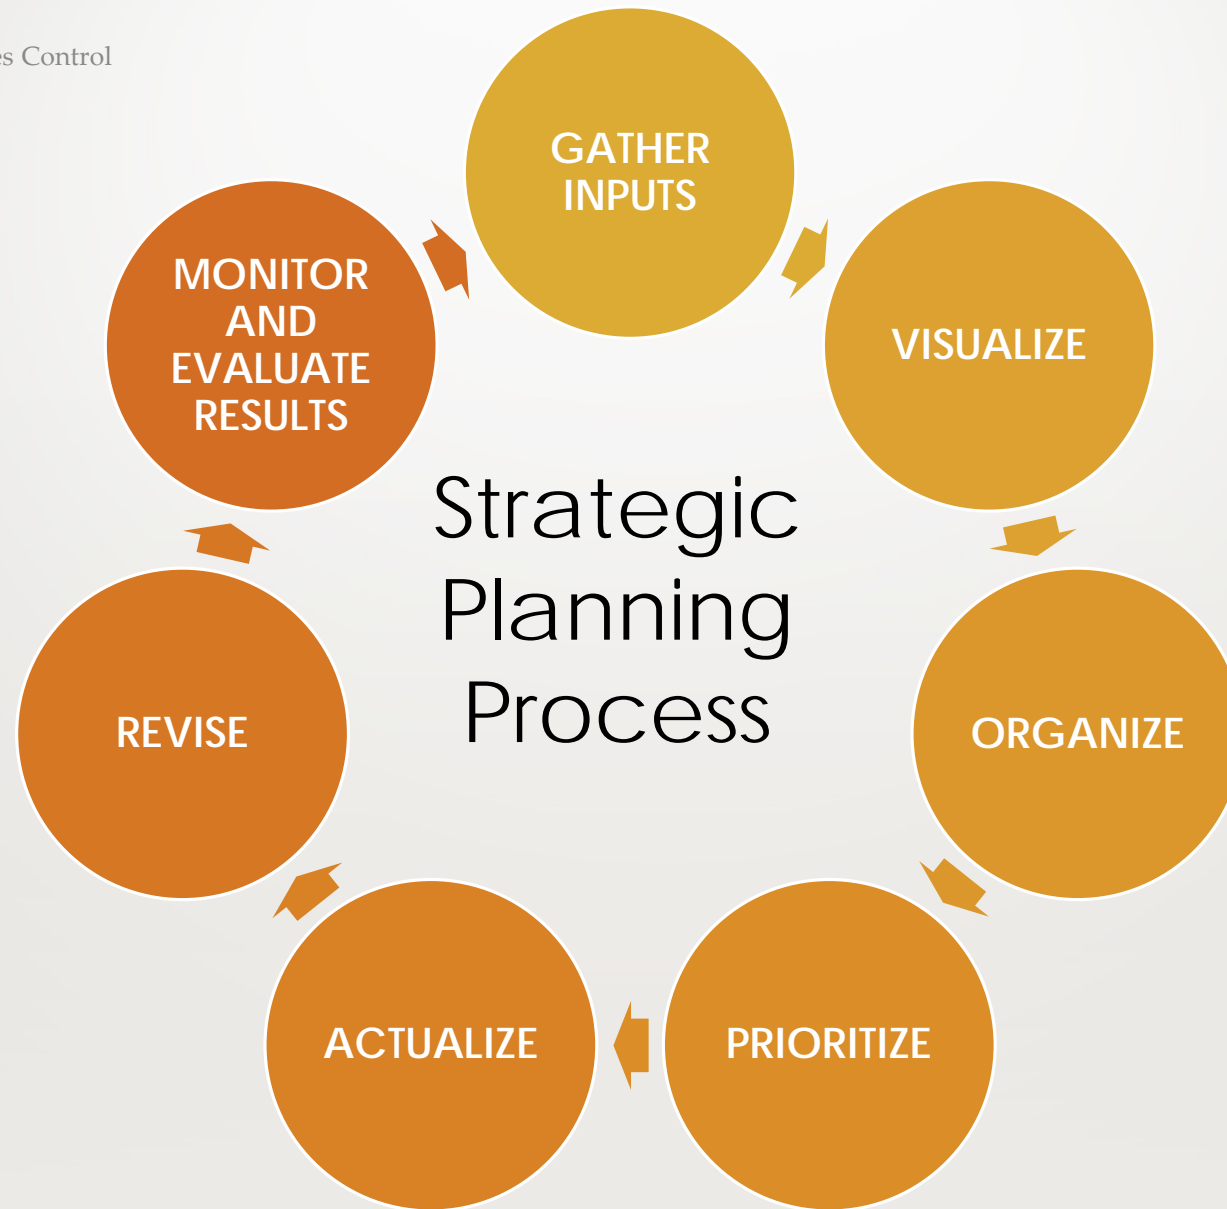 Control
GATHER
INPUTS
VISUALIZE
ORGANIZE
PRIORITIZE
ACTUALIZE
REVISE
MONITOR
AND
EVALUATE
RESULTS
Strategic
Planning
Process